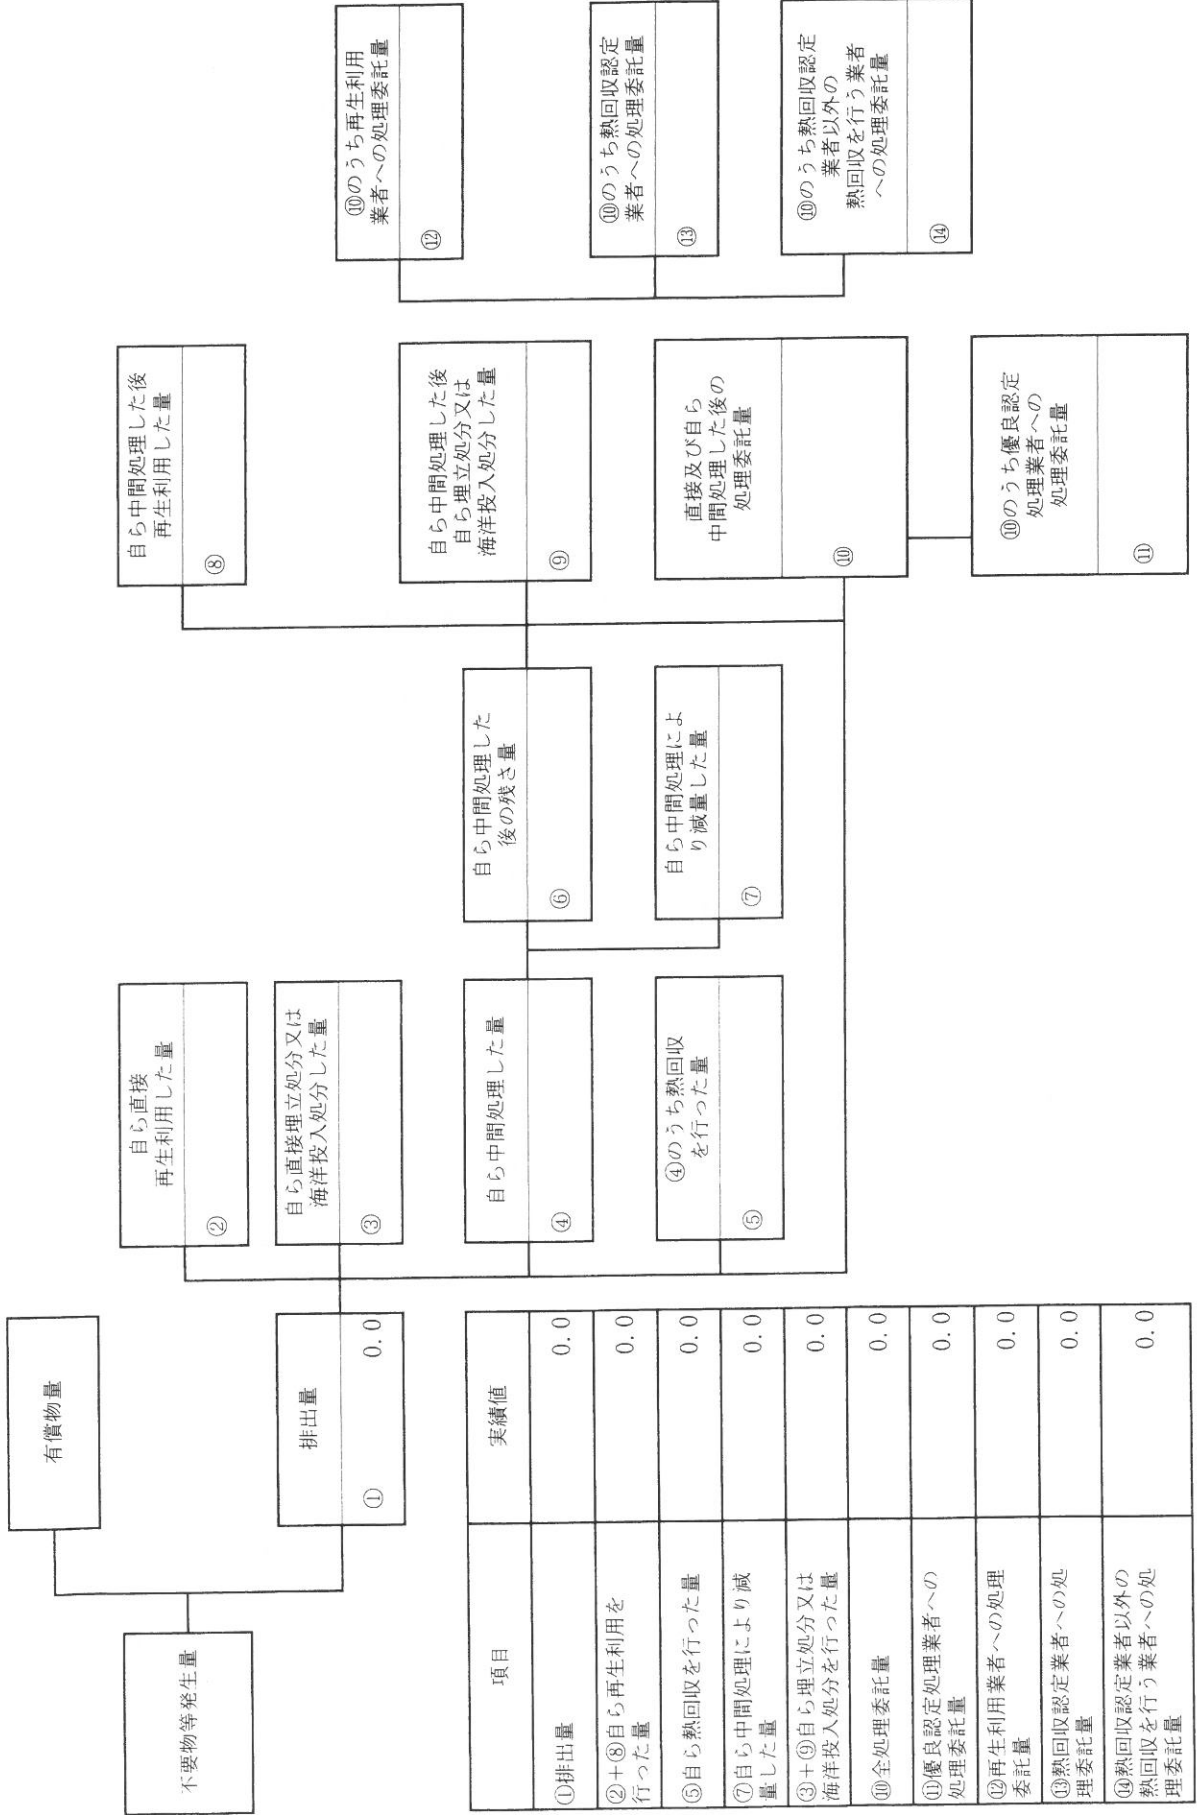 不要物等発生量
有償物量
排出量
① 0.0
自ら直接
再生利用した量
②
自ら直接埋立処分又は
海洋投入処分した量
③
自ら中間処理した量
④
④のうち熱回収
を行った量
⑤
自ら中間処理した
後の残さ量
⑥
自ら中間処理によ
り減量した量
⑦
自ら中間処理した後
再生利用した量
⑧
自ら中間処理した後
自ら埋立処分又は
海洋投入処分した量
⑨
直接及び自ら
中間処理した後の
処理委託量
⑩
⑩のうち優良認定
処理業者への
処理委託量
⑪
⑩のうち再生利用
業者への処理委託量
⑫
⑩のうち熱回収認定
業者への処理委託量
⑬
⑩のうち熱回収認定
業者以外の
熱回収を行う業者
への処理委託量
⑭
項目 実績値
①排出量 0.0
②+⑧自ら再生利用を
行った量 0.0
⑤自ら熱回収を行った量 0.0
⑦自ら中間処理により減
量した量 0.0
③+⑨自ら埋立処分又は
海洋投入処分を行った量 0.0
⑩全処理委託量 0.0
⑪優良認定処理業者への
処理委託量 0.0
⑫再生利用業者への処理
委託量 0.0
⑬熱回収認定業者への処
理委託量 0.0
⑭熱回収認定業者以外の
熱回収を行う業者への処
理委託量 0.0